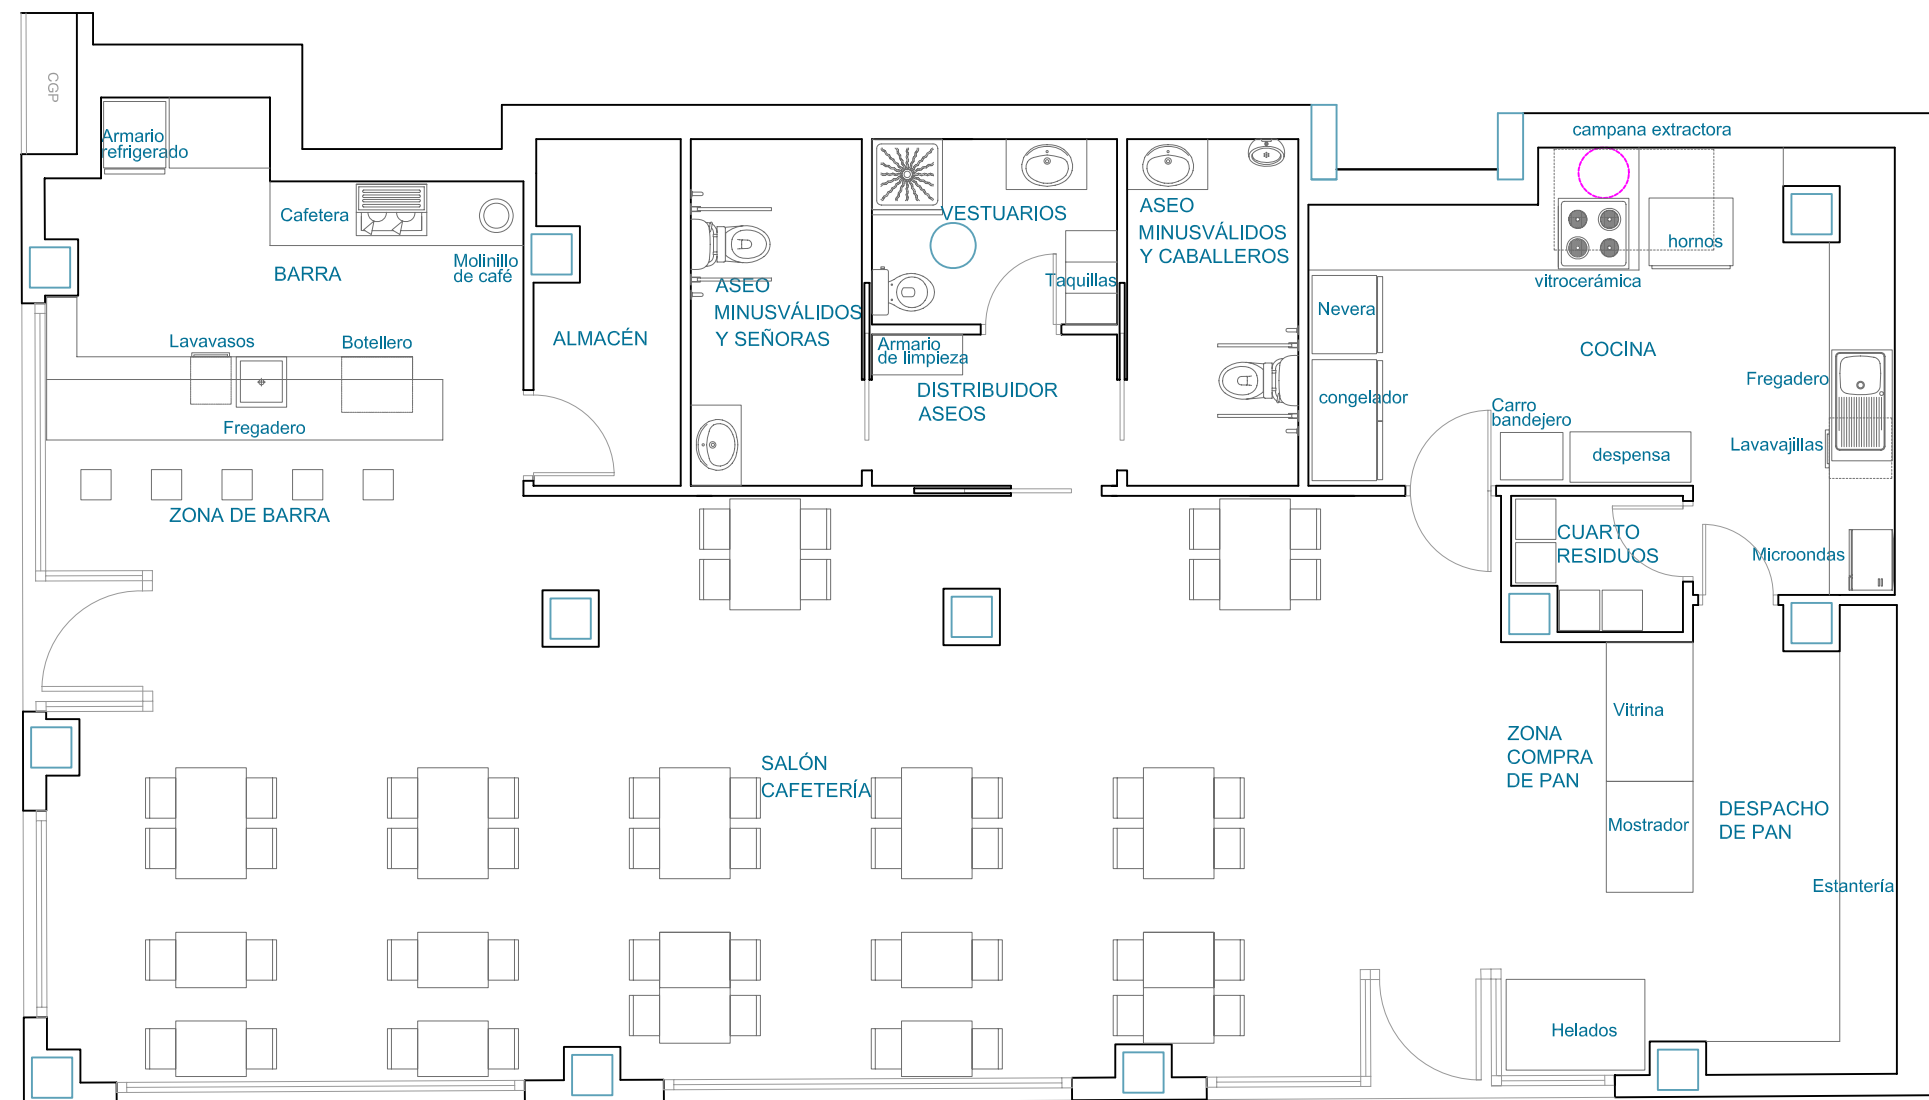 CGP
Armario
refrigerado
Cafetera
Molinillo
de café
BARRA
Lavavasos
Botellero
Fregadero
ZONA DE BARRA
ALMACÉN
ASEO
MINUSVÁLIDOS
Y SEÑORAS
VESTUARIOS
Taquillas
Armario
de limpieza
DISTRIBUIDOR
ASEOS
ASEO
MINUSVÁLIDOS
Y CABALLEROS
campana extractora
hornos
vitrocerámica
Nevera
COCINA
congelador
Carro
bandejero
despensa
Fregadero
Lavavajillas
CUARTO
RESIDUOS
Microondas
SALÓN
CAFETERÍA
ZONA
COMPRA
DE PAN
Vitrina
Mostrador
DESPACHO
DE PAN
Estantería
Helados